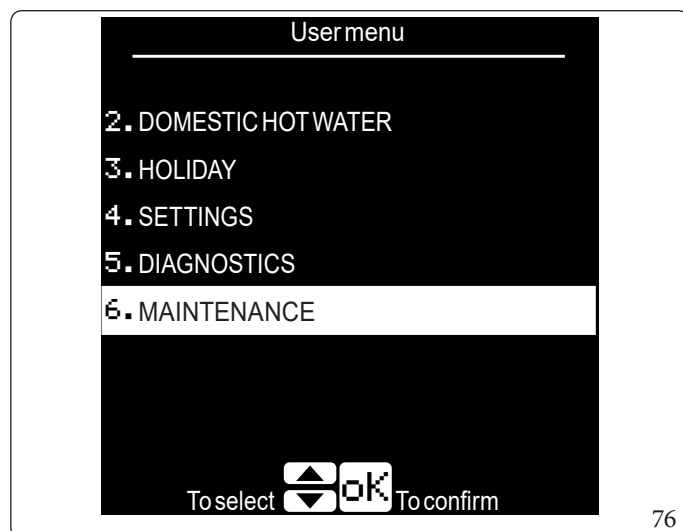 User menu
2. DOMESTIC HOT WATER
3. HOLIDAY
4. SETTINGS
5. DIAGNOSTICS
6. MAINTENANCE
To select oK To confirm
76